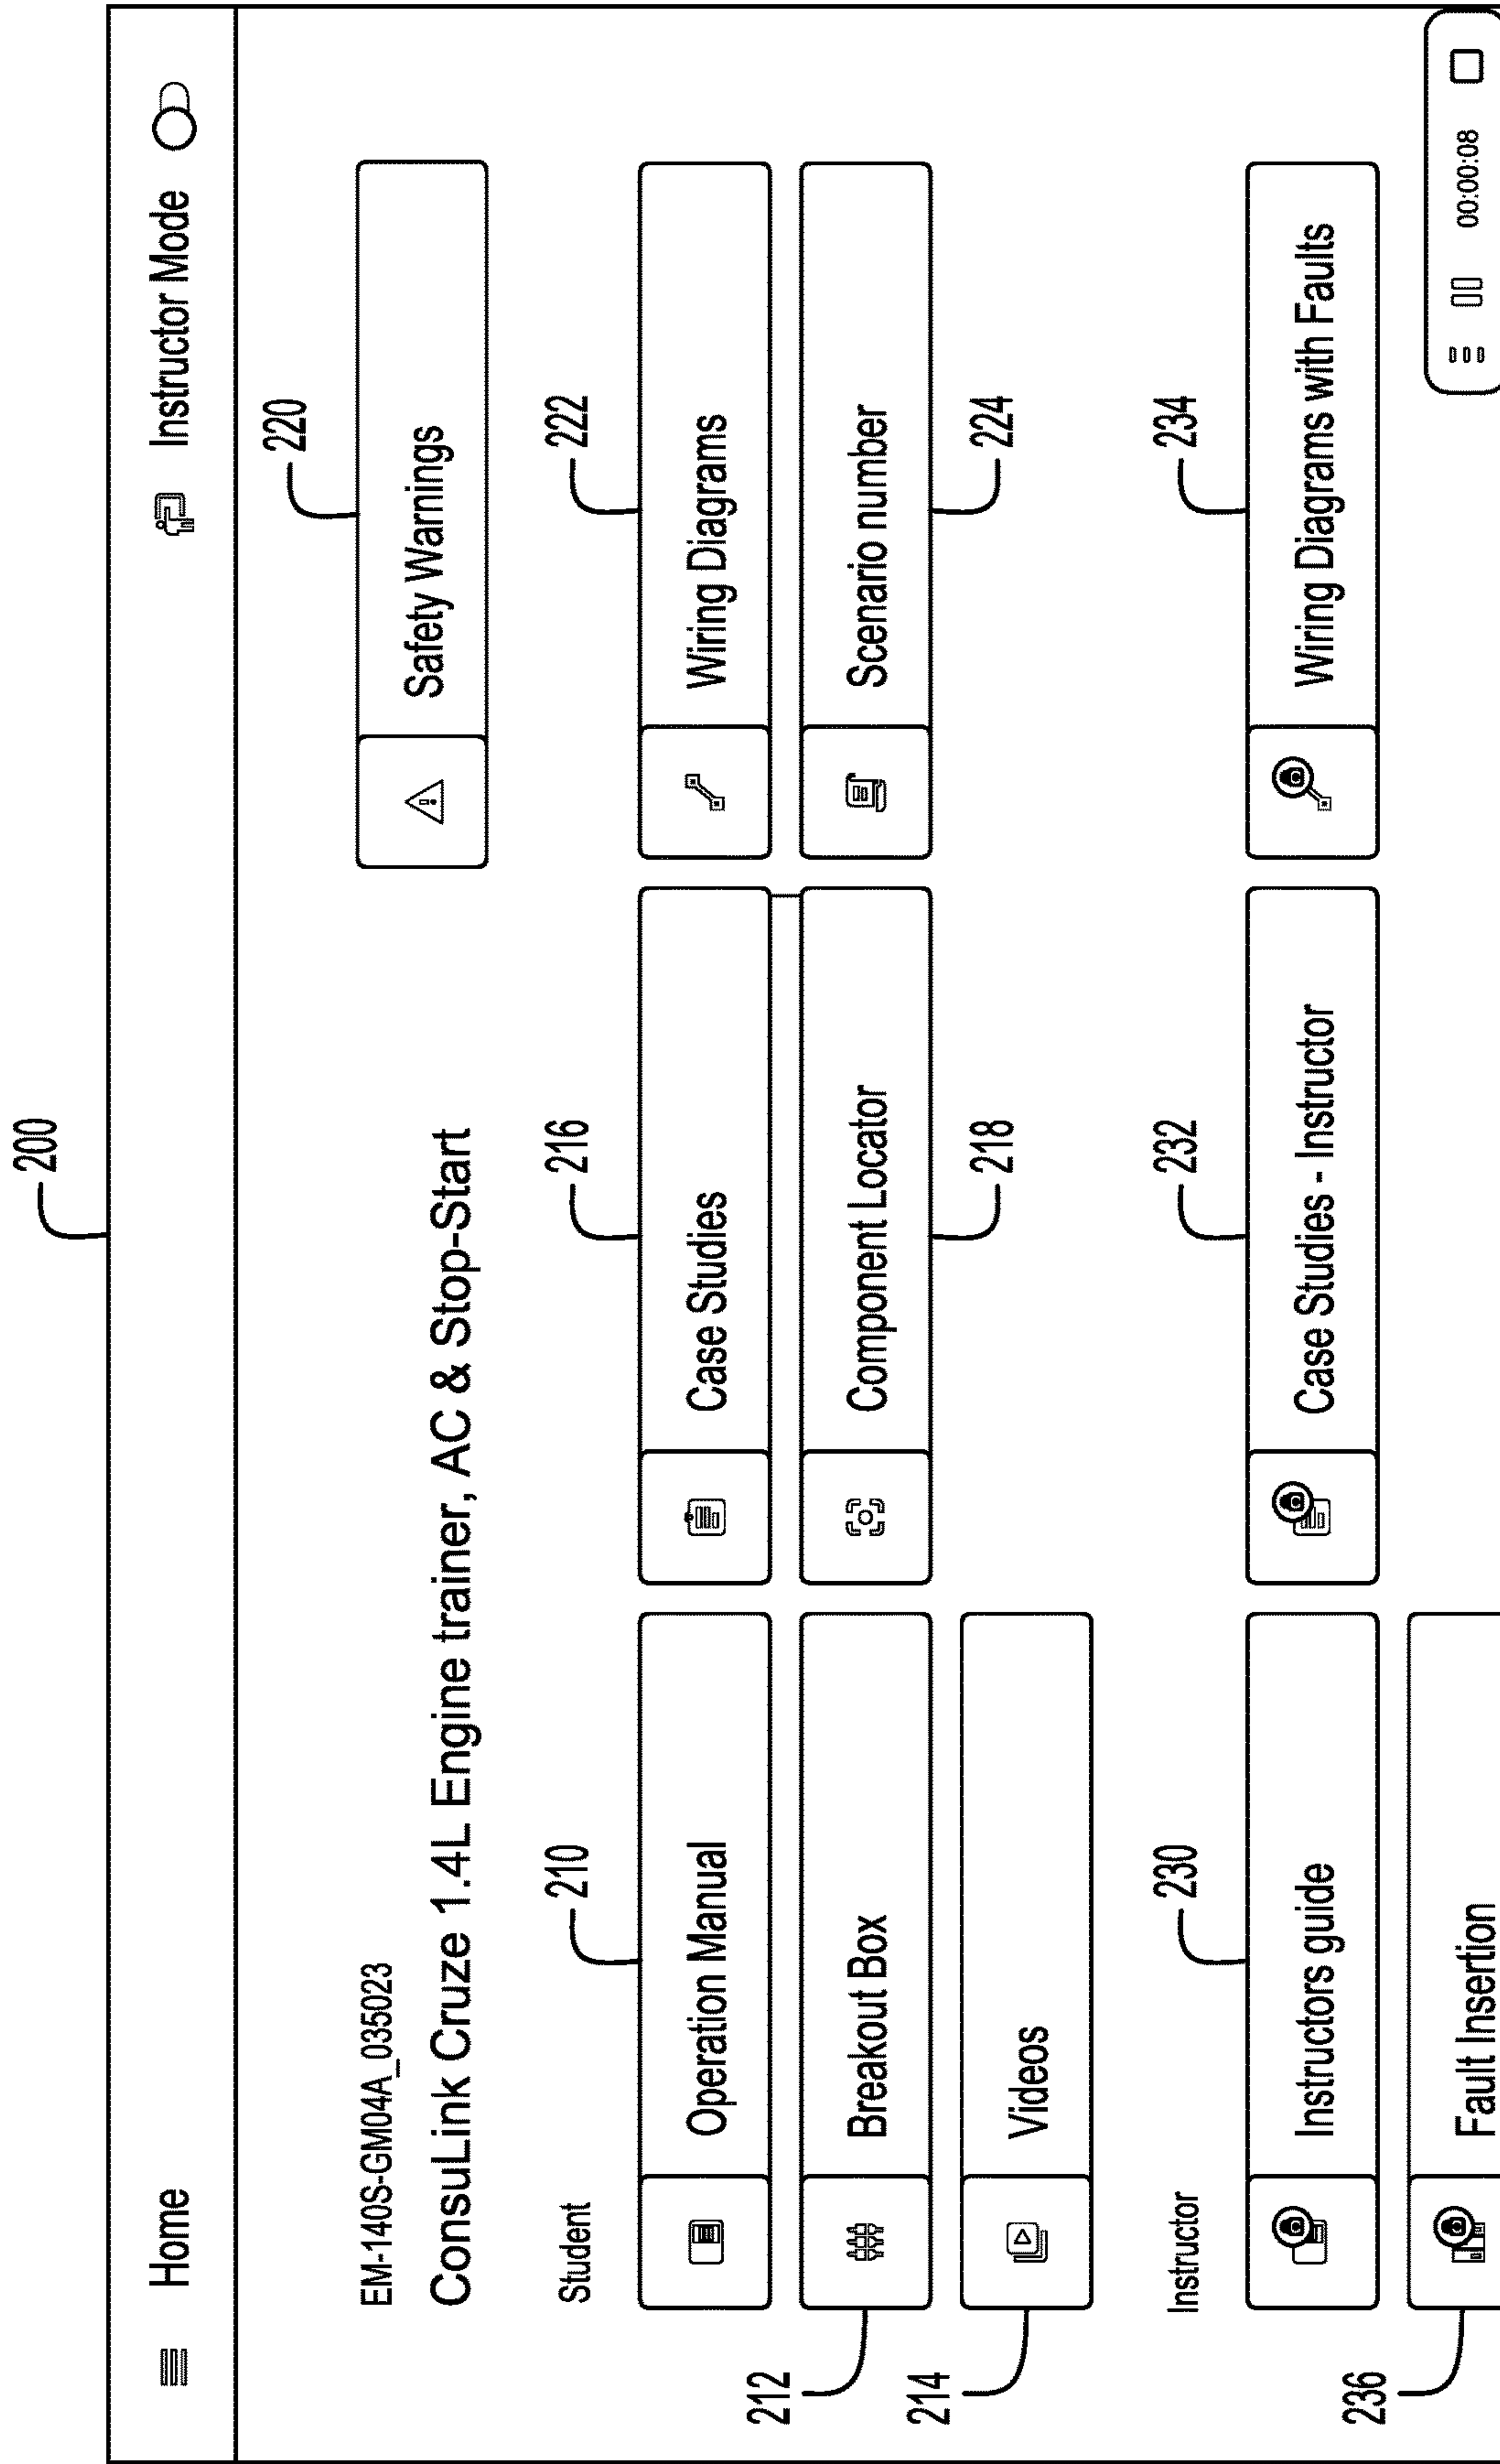 200
Home Instructor Mode
220
EM-140S-GM04A_035023
Safety Warnings
ConsuLink Cruze 1.4L Engine trainer, AC & Stop-Start
Student
210
216
222
Operation Manual
Case Studies
Wiring Diagrams
212
Breakout Box
Component Locator
Scenario number
214
Videos
218
224
Instructor
230
232
234
Instructors guide
Case Studies - Instructor
Wiring Diagrams with Faults
236
Fault Insertion
00:00:08